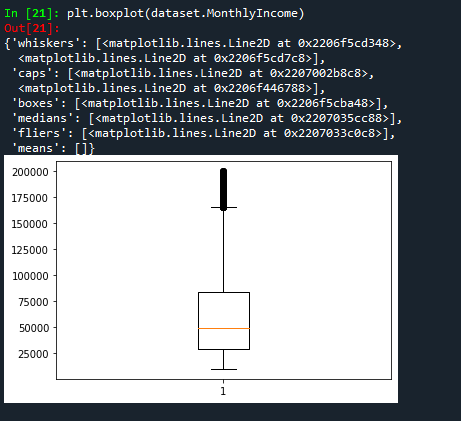 In [21]: plt.boxplot(dataset.MonthlyIncome)
Out[21]:
{'whiskers': [<matplotlib.lines.Line2D at 0x2206f5cd348>,
  <matplotlib.lines.Line2D at 0x2206f5cd7c8>],
 'caps': [<matplotlib.lines.Line2D at 0x2207002b8c8>,
  <matplotlib.lines.Line2D at 0x2206f446788>],
 'boxes': [<matplotlib.lines.Line2D at 0x2206f5cba48>],
 'medians': [<matplotlib.lines.Line2D at 0x2207035cc88>],
 'fliers': [<matplotlib.lines.Line2D at 0x2207033c0c8>],
 'means': []}
200000
175000
150000
125000
100000
75000
50000
25000
1